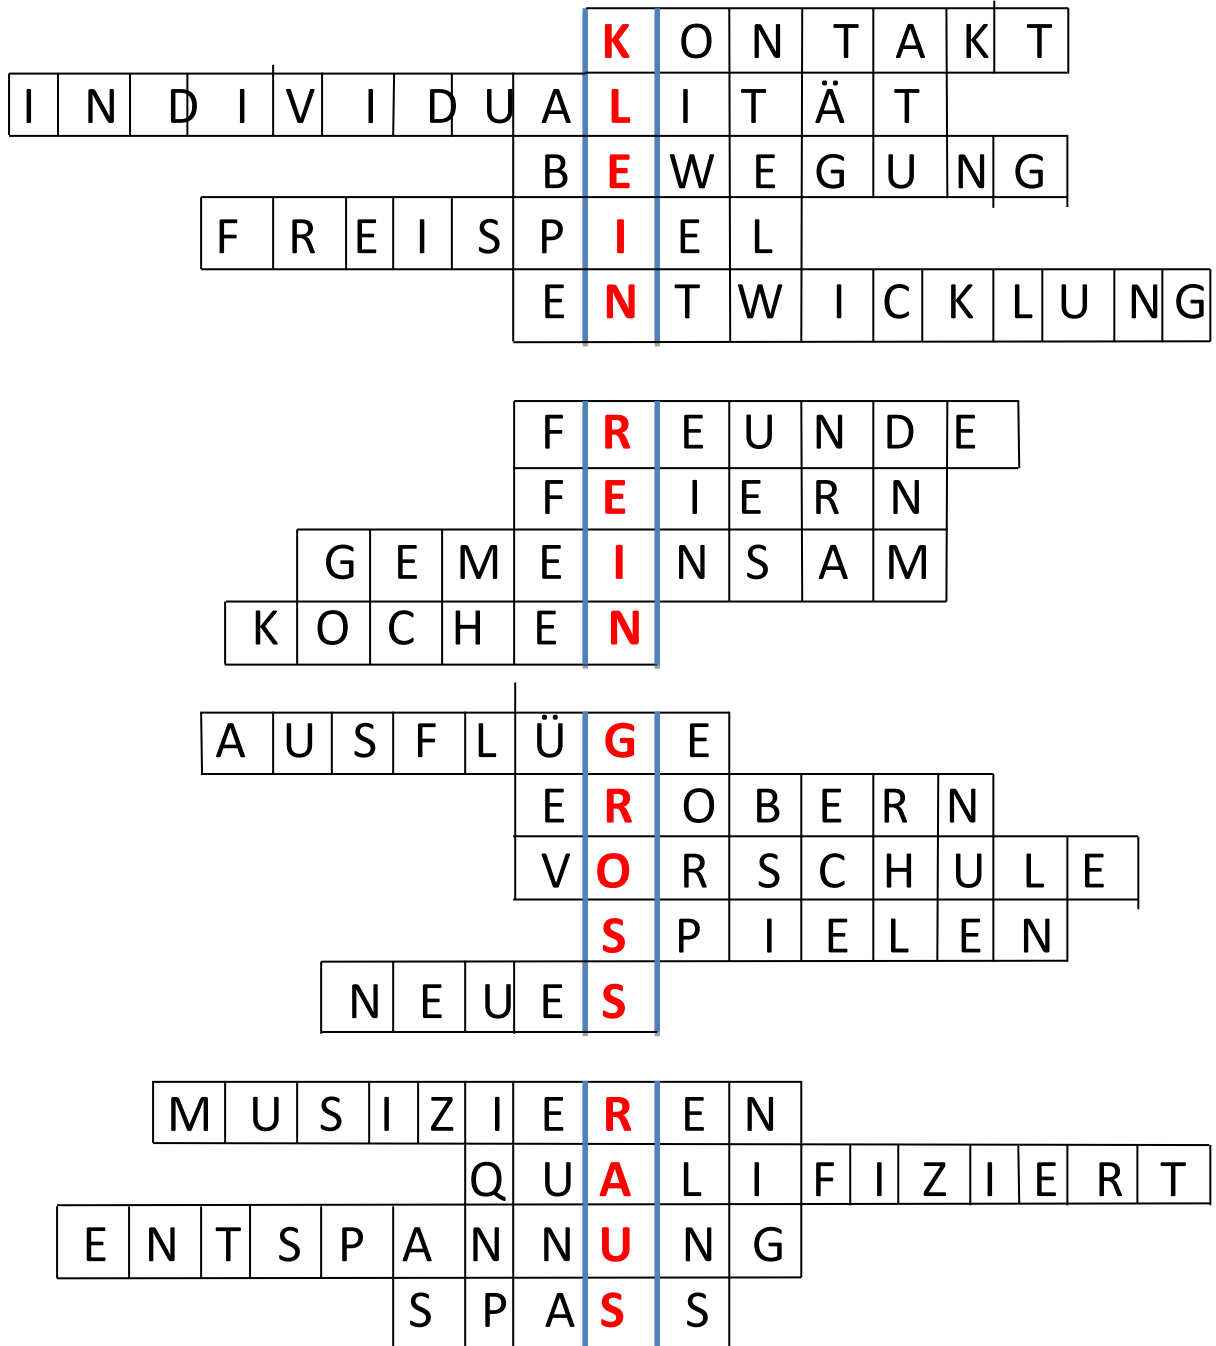 KONTAKT
INDIVIDUALITÄT
BEWEGUNG
FREISPIEL
ENTWICKLUNG
FREUNDE
FEIERN
GEMEINSAM
KOCHEN
AUSFLÜGE
EROBERN
VORSCHULE
SPIELEN
NEUES
MUSIZIEREN
QUALIFIZIERT
ENTSPANNUNG
SPASS